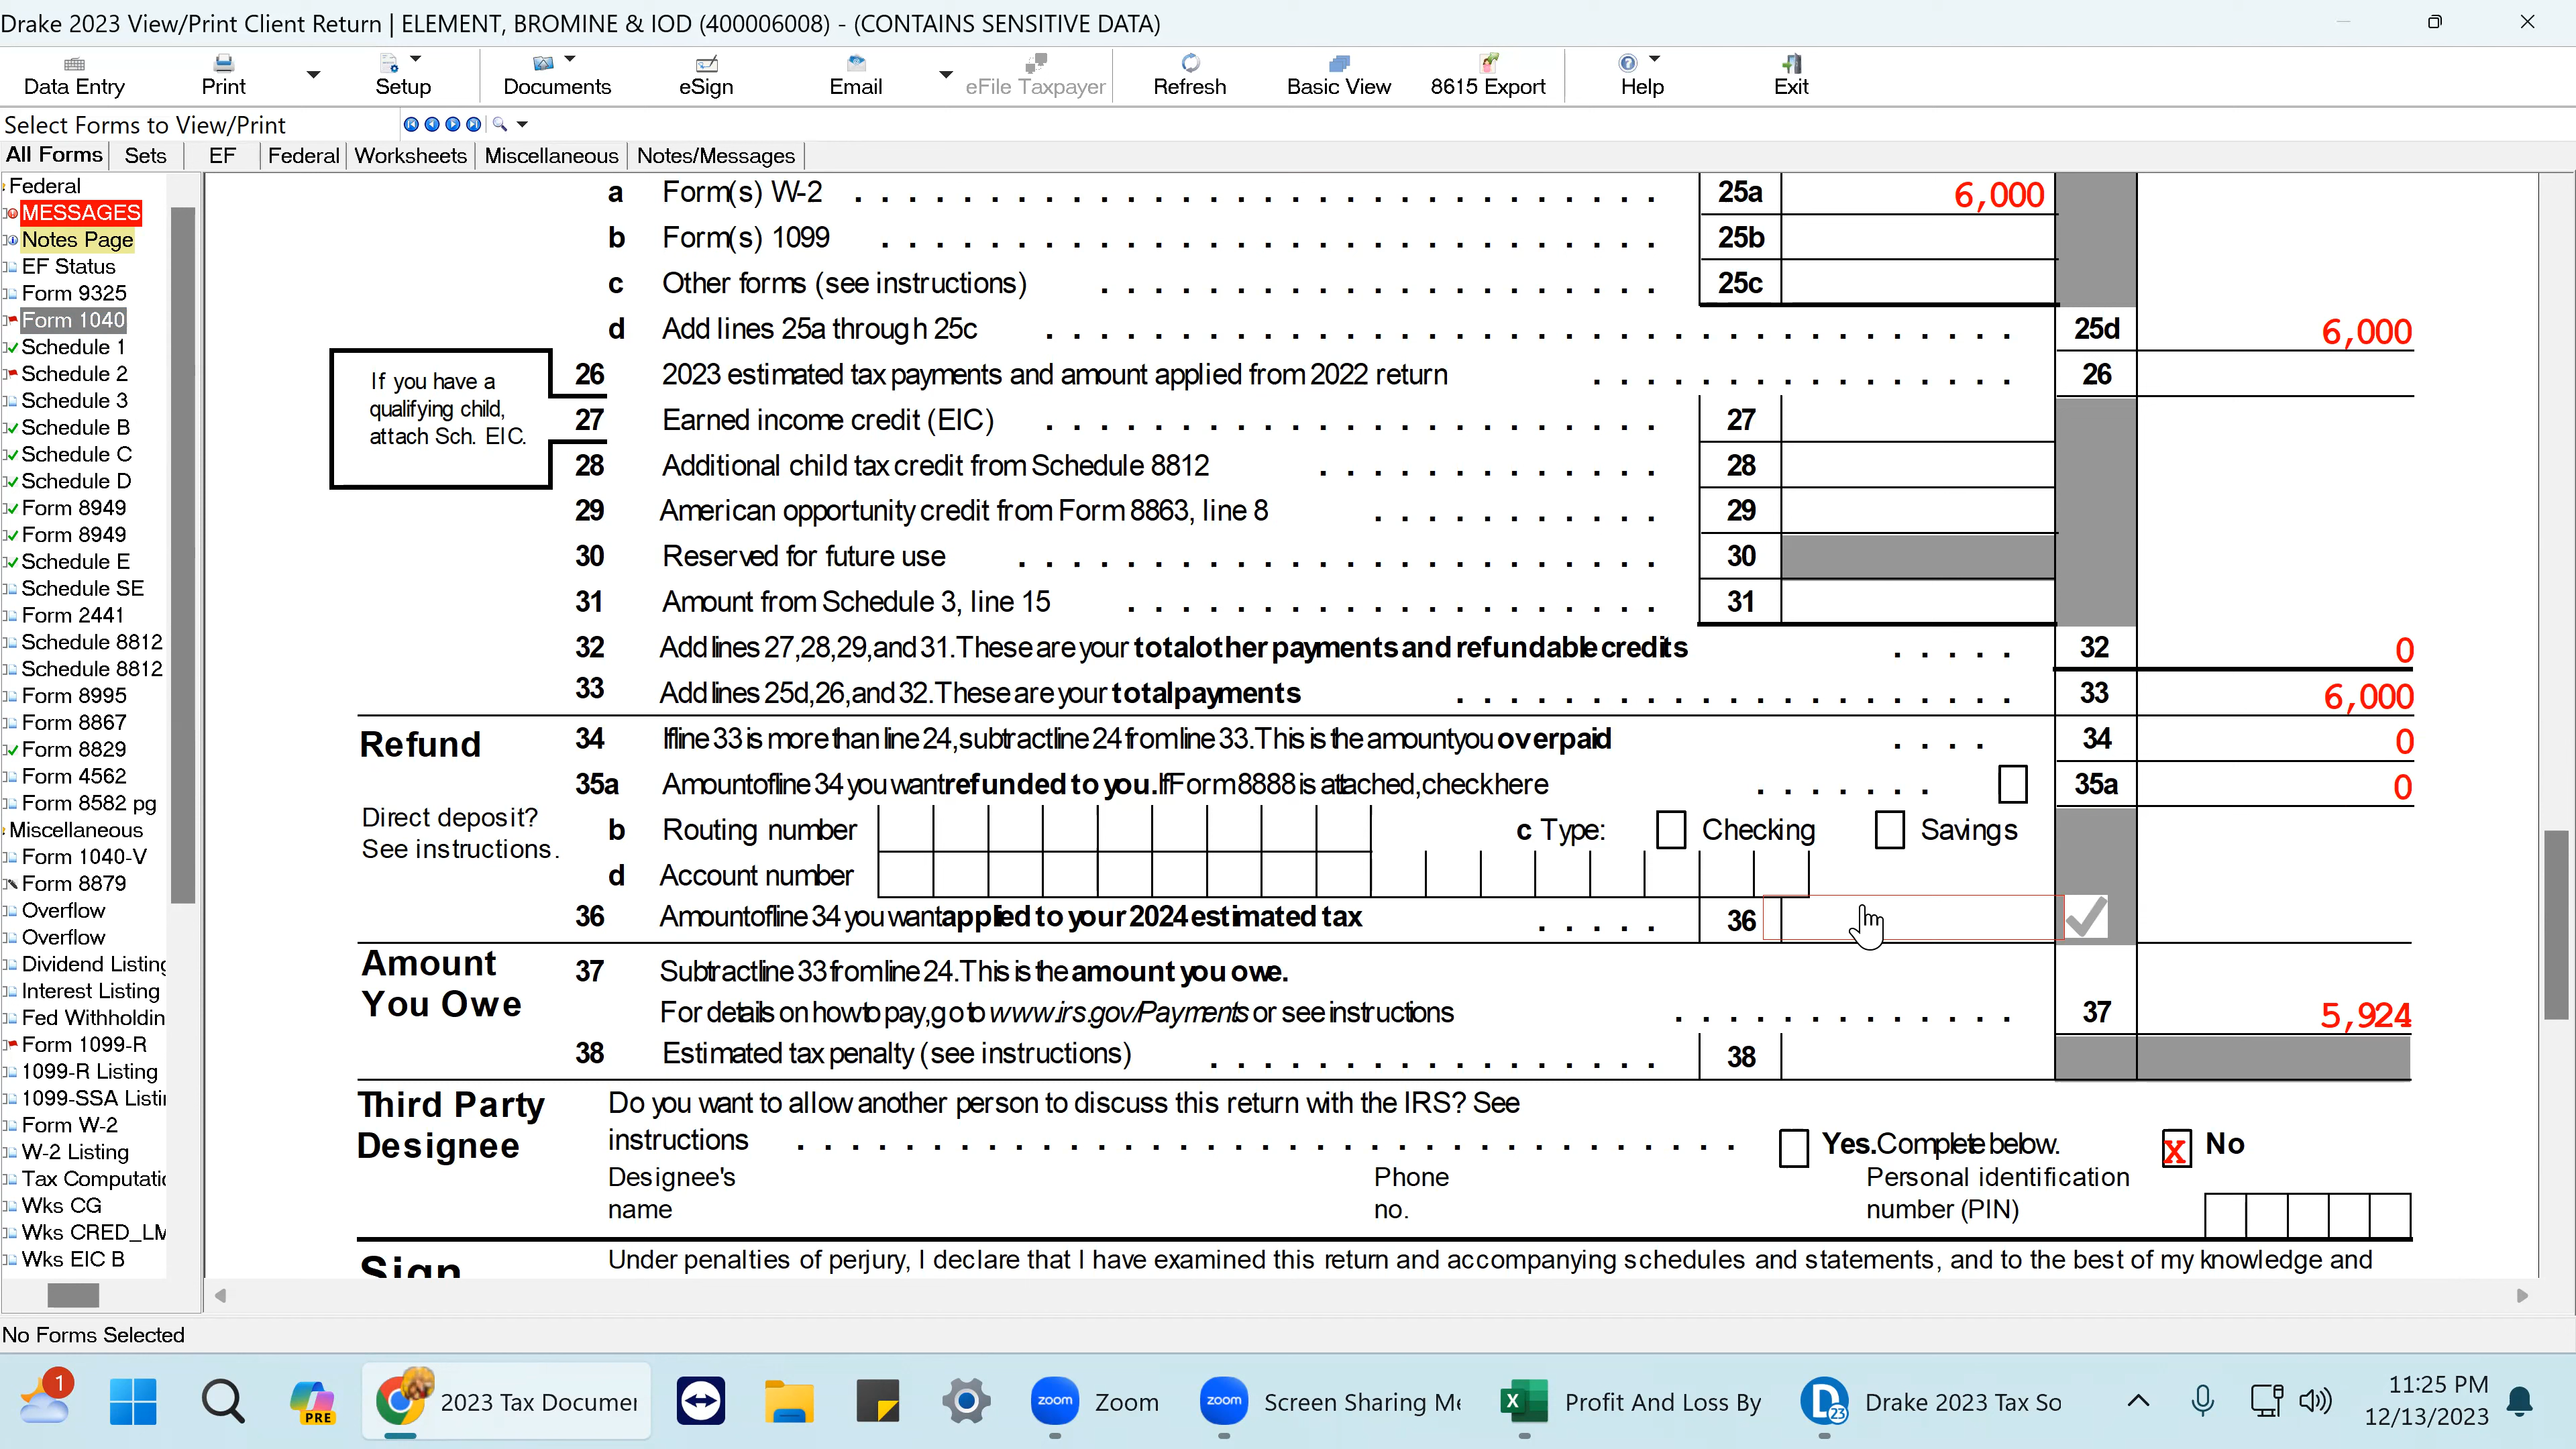 Drake 2023 View/Print Client Return | ELEMENT, BROMINE & IOD (400006008) - (CONTAINS SENSITIVE DATA)
Data Entry Print Setup Documents eSign Email eFile Taxpayer Refresh Basic View 8615 Export Help Exit
Select Forms to View/Print
All Forms Sets EF Federal Worksheets Miscellaneous Notes/Messages
Federal
MESSAGES
Notes Page
EF Status
Form 9325
Form 1040
Schedule 1
Schedule 2
Schedule 3
Schedule B
Schedule C
Schedule D
Form 8949
Form 8949
Schedule E
Schedule SE
Form 2441
Schedule 8812
Schedule 8812
Form 8995
Form 8867
Form 8829
Form 4562
Form 8582 pg
Miscellaneous
Form 1040-V
Form 8879
Overflow
Overflow
Dividend Listing
Interest Listing
Fed Withholdin
Form 1099-R
1099-R Listing
1099-SSA Listi
Form W-2
W-2 Listing
Tax Computati
Wks CG
Wks CRED_LM
Wks EIC B
a Form(s) W-2 25a 6,000
b Form(s) 1099 25b
c Other forms (see instructions) 25c
d Add lines 25a through 25c 25d 6,000
If you have a
qualifying child,
attach Sch. EIC.
26 2023 estimated tax payments and amount applied from 2022 return 26
27 Earned income credit (EIC) 27
28 Additional child tax credit from Schedule 8812 28
29 American opportunity credit from Form 8863, line 8 29
30 Reserved for future use 30
31 Amount from Schedule 3, line 15 31
32 Add lines 27, 28, 29, and 31. These are your total other payments and refundable credits 32 0
33 Add lines 25d, 26, and 32. These are your total payments 33 6,000
Refund 34 If line 33 is more than line 24, subtract line 24 from line 33. This is the amount you overpaid 34 0
35a Amount of line 34 you want refunded to you. If Form 8888 is attached, check here 35a 0
Direct deposit?
See instructions.
b Routing number c Type: Checking Savings
d Account number
36 Amount of line 34 you want applied to your 2024 estimated tax 36
Amount
You Owe
37 Subtract line 33 from line 24. This is the amount you owe.
For details on how to pay, go to www.irs.gov/Payments or see instructions 37 5,924
38 Estimated tax penalty (see instructions) 38
Third Party
Designee
Do you want to allow another person to discuss this return with the IRS? See
instructions Yes. Complete below. X No
Designee's
name
Phone
no.
Personal identification
number (PIN)
Sign Under penalties of perjury, I declare that I have examined this return and accompanying schedules and statements, and to the best of my knowledge and
No Forms Selected
1 PRE 2023 Tax Documen zoom Zoom zoom Screen Sharing Me Profit And Loss By D 23 Drake 2023 Tax So
11:25 PM
12/13/2023